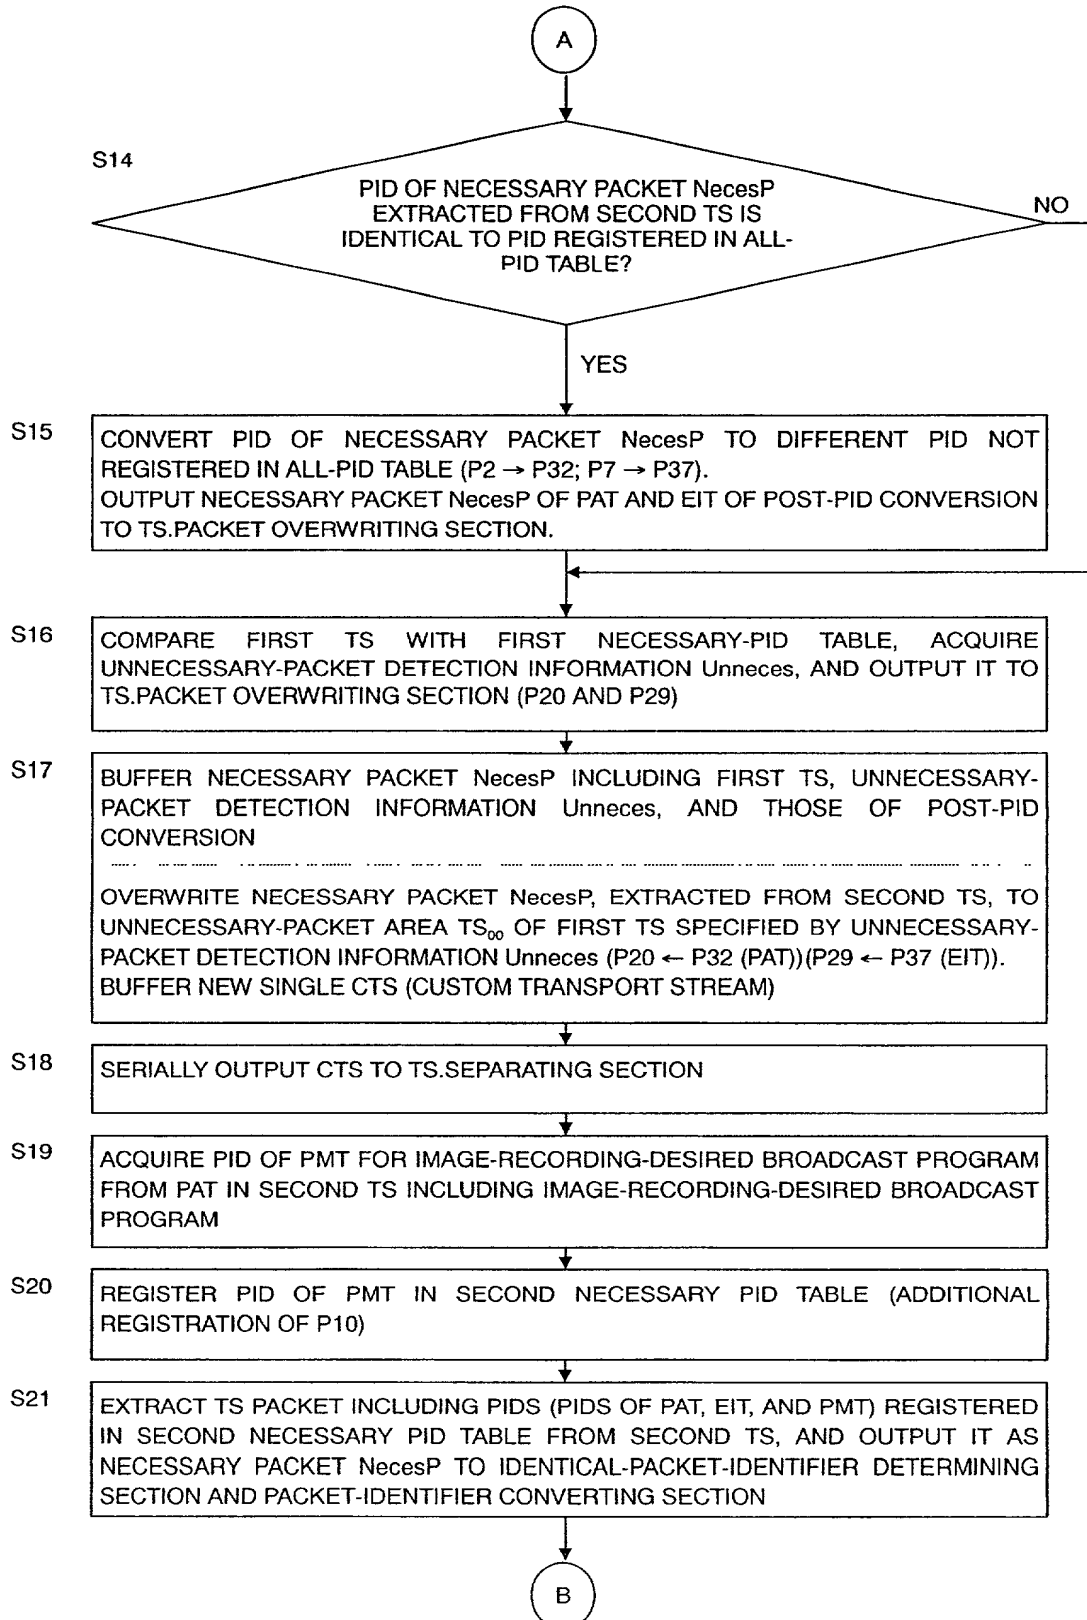 A
S14
PID OF NECESSARY PACKET NecesP
EXTRACTED FROM SECOND TS IS
IDENTICAL TO PID REGISTERED IN ALL-
PID TABLE?
NO
YES
S15
CONVERT PID OF NECESSARY PACKET NecesP TO DIFFERENT PID NOT
REGISTERED IN ALL-PID TABLE (P2 → P32; P7 → P37).
OUTPUT NECESSARY PACKET NecesP OF PAT AND EIT OF POST-PID CONVERSION
TO TS.PACKET OVERWRITING SECTION.
S16
COMPARE FIRST TS WITH FIRST NECESSARY-PID TABLE, ACQUIRE
UNNECESSARY-PACKET DETECTION INFORMATION Unneces, AND OUTPUT IT TO
TS.PACKET OVERWRITING SECTION (P20 AND P29)
S17
BUFFER NECESSARY PACKET NecesP INCLUDING FIRST TS, UNNECESSARY-
PACKET DETECTION INFORMATION Unneces, AND THOSE OF POST-PID
CONVERSION
OVERWRITE NECESSARY PACKET NecesP, EXTRACTED FROM SECOND TS, TO
UNNECESSARY-PACKET AREA TS₀₀ OF FIRST TS SPECIFIED BY UNNECESSARY-
PACKET DETECTION INFORMATION Unneces (P20 ← P32 (PAT))(P29 ← P37 (EIT)).
BUFFER NEW SINGLE CTS (CUSTOM TRANSPORT STREAM)
S18
SERIALLY OUTPUT CTS TO TS.SEPARATING SECTION
S19
ACQUIRE PID OF PMT FOR IMAGE-RECORDING-DESIRED BROADCAST PROGRAM
FROM PAT IN SECOND TS INCLUDING IMAGE-RECORDING-DESIRED BROADCAST
PROGRAM
S20
REGISTER PID OF PMT IN SECOND NECESSARY PID TABLE (ADDITIONAL
REGISTRATION OF P10)
S21
EXTRACT TS PACKET INCLUDING PIDS (PIDS OF PAT, EIT, AND PMT) REGISTERED
IN SECOND NECESSARY PID TABLE FROM SECOND TS, AND OUTPUT IT AS
NECESSARY PACKET NecesP TO IDENTICAL-PACKET-IDENTIFIER DETERMINING
SECTION AND PACKET-IDENTIFIER CONVERTING SECTION
B